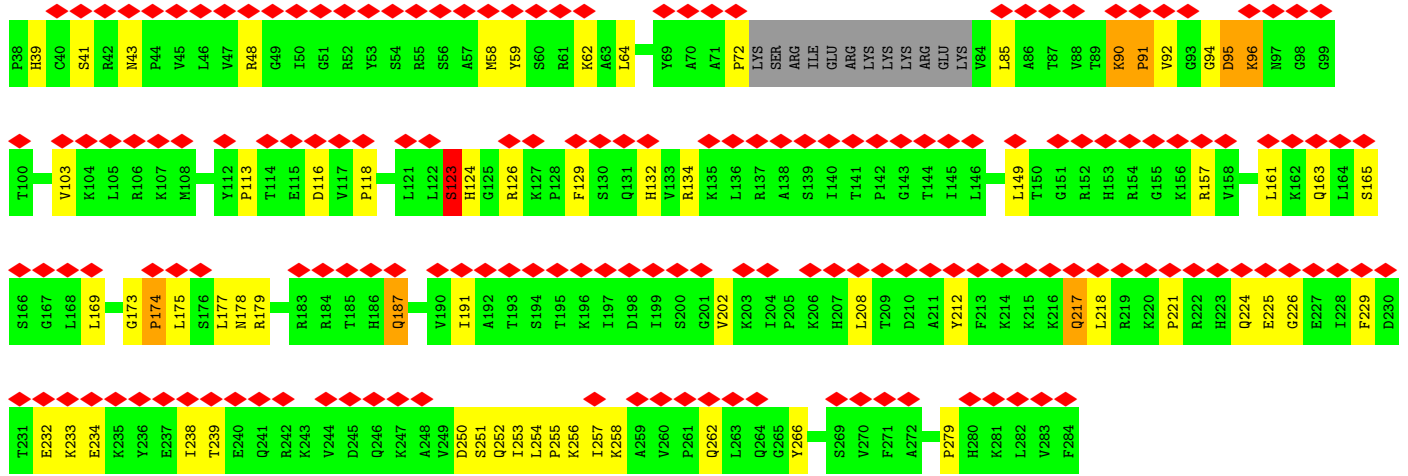 P38 H39 C40 S41 R42 N43 P44 V45 L46 V47 R48 G49 I50 G51 R52 Y53 S54 R55 S56 A57 M58 Y59 S60 R61 K62 A63 L64 Y69 A70 A71 P72 LYS SER ARG ILE GLU ARG LYS LYS LYS ARG GLU LYS V84 L85 A86 T87 V88 T89 K90 P91 V92 G93 G94 D95 K96 N97 G98 G99
T100 V103 K104 L105 R106 K107 M108 Y112 P113 T114 E115 D116 V117 P118 L121 L122 S123 H124 G125 R126 K127 P128 F129 S130 Q131 H132 V133 R134 K135 L136 R137 A138 S139 I140 T141 P142 G143 T144 I145 L146 L149 T150 G151 R152 H153 R154 G155 K156 R157 V158 L161 K162 Q163 L164 S165
S166 G167 L168 L169 G173 P174 L175 S176 L177 N178 R179 R183 R184 T185 H186 Q187 V190 I191 A192 T193 S194 T195 K196 I197 D198 I199 S200 G201 V202 K203 I204 P205 K206 H207 L208 T209 D210 A211 Y212 F213 K214 K215 K216 Q217 L218 R219 K220 P221 R222 H223 Q224 E225 G226 E227 I228 F229 D230
T231 E232 K233 E234 K235 Y236 E237 I238 T239 E240 Q241 R242 K243 V244 D245 Q246 K247 A248 V249 D250 S251 Q252 I253 L254 P255 K256 I257 K258 A259 V260 P261 Q262 L263 Q264 G265 Y266 S269 V270 F271 A272 P279 H280 K281 L282 V283 F284